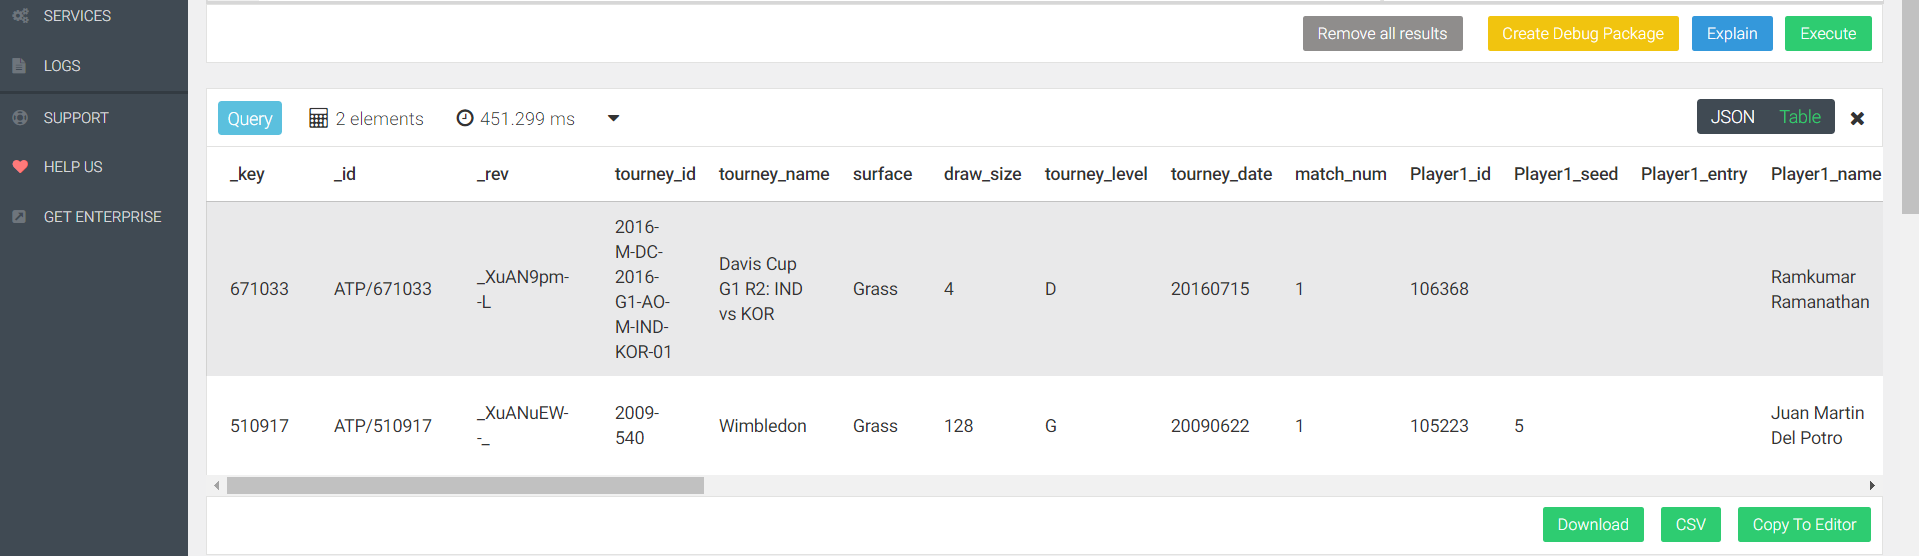 SERVICES
LOGS
SUPPORT
HELP US
GET ENTERPRISE
Remove all results Create Debug Package Explain Execute
Query 2 elements 451.299 ms JSON Table
_key _id _rev tourney_id tourney_name surface draw_size tourney_level tourney_date match_num Player1_id Player1_seed Player1_entry Player1_name
671033 ATP/671033 _XuAN9pm-
-L
2016-
M-DC-
2016-
G1-AO-
M-IND-
KOR-01
Davis Cup
G1 R2: IND
vs KOR
Grass 4 D 20160715 1 106368
Ramkumar
Ramanathan
510917 ATP/510917 _XuANuEW-
-_
2009-
540
Wimbledon Grass 128 G 20090622 1 105223 5
Juan Martin
Del Potro
Download CSV Copy To Editor